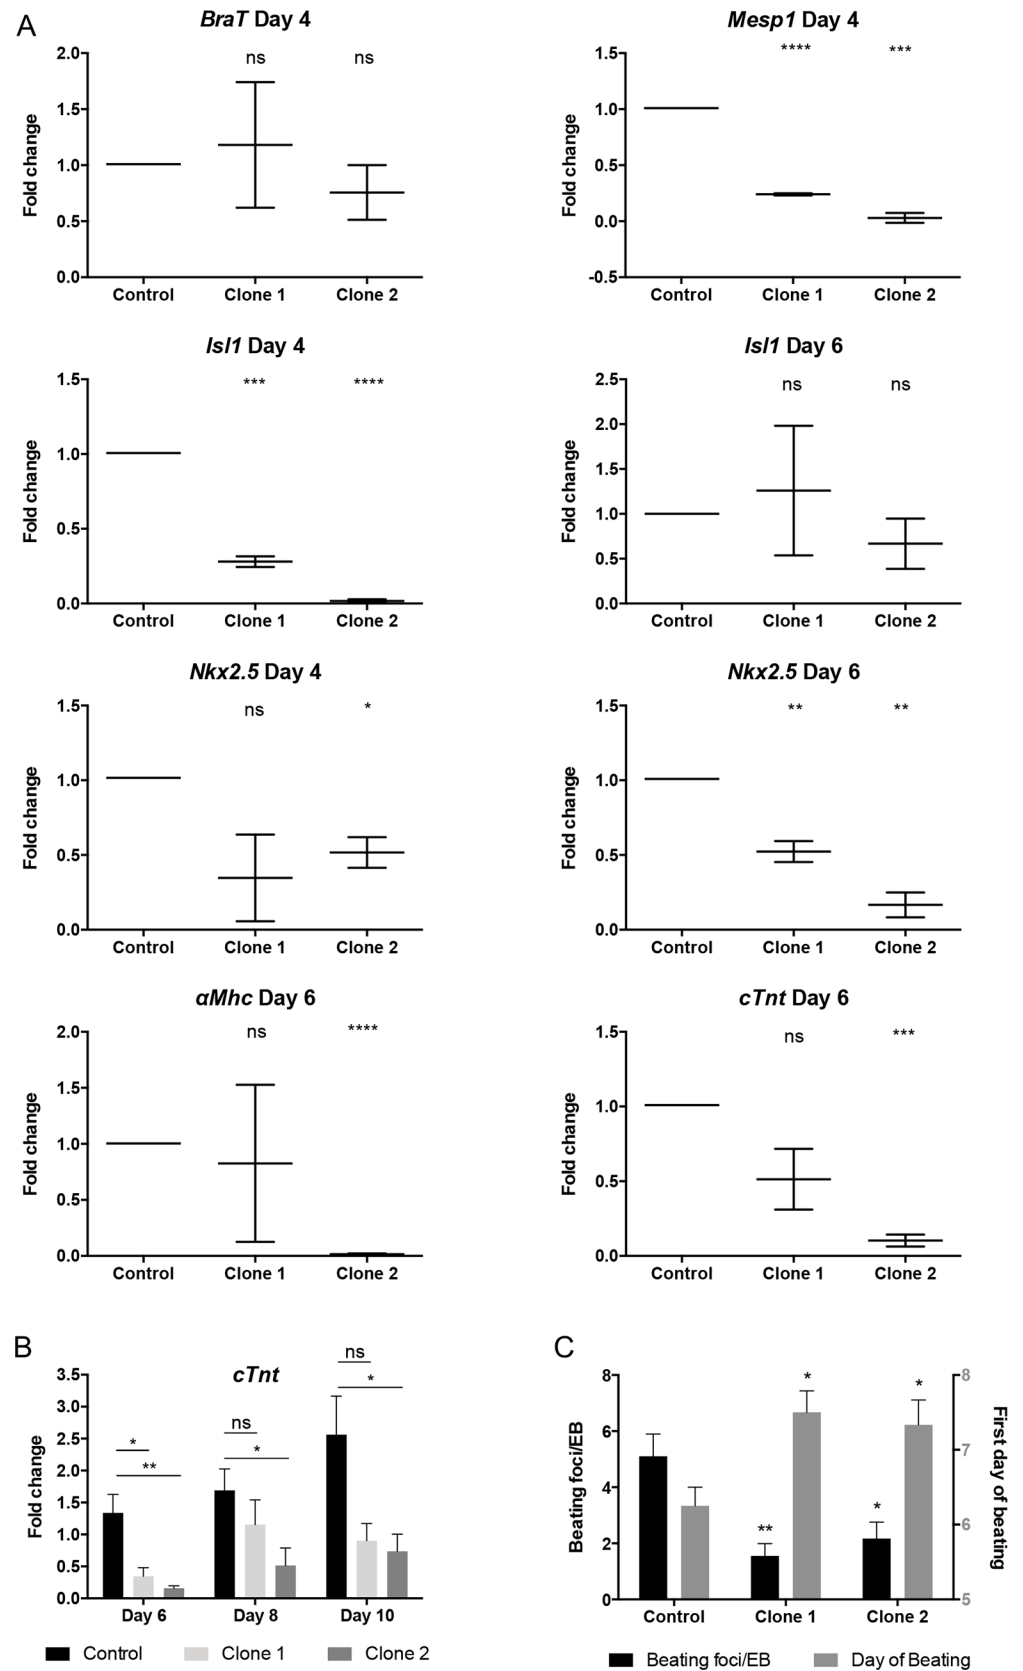 A
BraT Day 4
Mesp1 Day 4
2.0
1.5
1.0
0.5
0.0
Fold change
ns
ns
Control
Clone 1
Clone 2
1.5
1.0
0.5
0.0
-0.5
Fold change
****
***
Control
Clone 1
Clone 2
Isl1 Day 4
Isl1 Day 6
1.5
1.0
0.5
0.0
Fold change
***
****
Control
Clone 1
Clone 2
2.5
2.0
1.5
1.0
0.5
0.0
Fold change
ns
ns
Control
Clone 1
Clone 2
Nkx2.5 Day 4
Nkx2.5 Day 6
1.5
1.0
0.5
0.0
Fold change
ns
*
Control
Clone 1
Clone 2
1.5
1.0
0.5
0.0
Fold change
**
**
Control
Clone 1
Clone 2
αMhc Day 6
cTnt Day 6
2.0
1.5
1.0
0.5
0.0
Fold change
ns
****
Control
Clone 1
Clone 2
1.5
1.0
0.5
0.0
Fold change
ns
***
Control
Clone 1
Clone 2
B
cTnt
3.5
3.0
2.5
2.0
1.5
1.0
0.5
0.0
Fold change
*
**
ns
*
ns
*
Day 6
Day 8
Day 10
Control
Clone 1
Clone 2
C
8
6
4
2
0
Beating foci/EB
**
*
*
*
8
7
6
5
First day of beating
Control
Clone 1
Clone 2
Beating foci/EB
Day of Beating